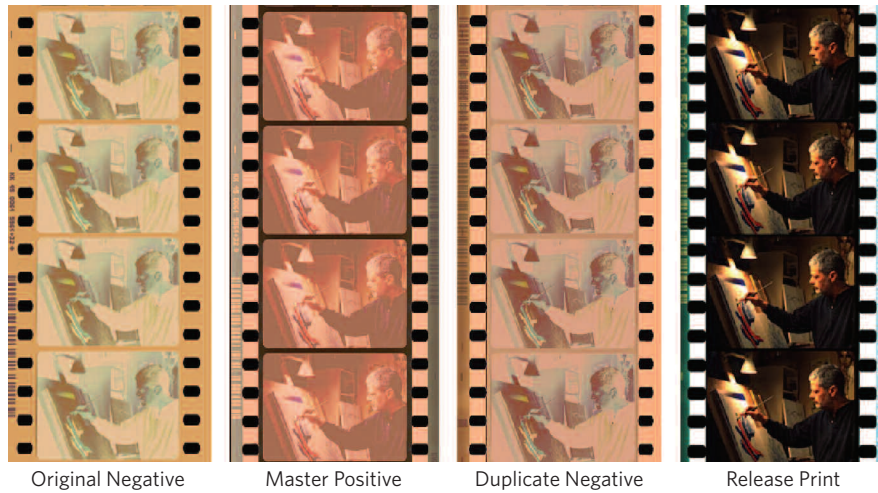 Original Negative
Master Positive
Duplicate Negative
Release Print